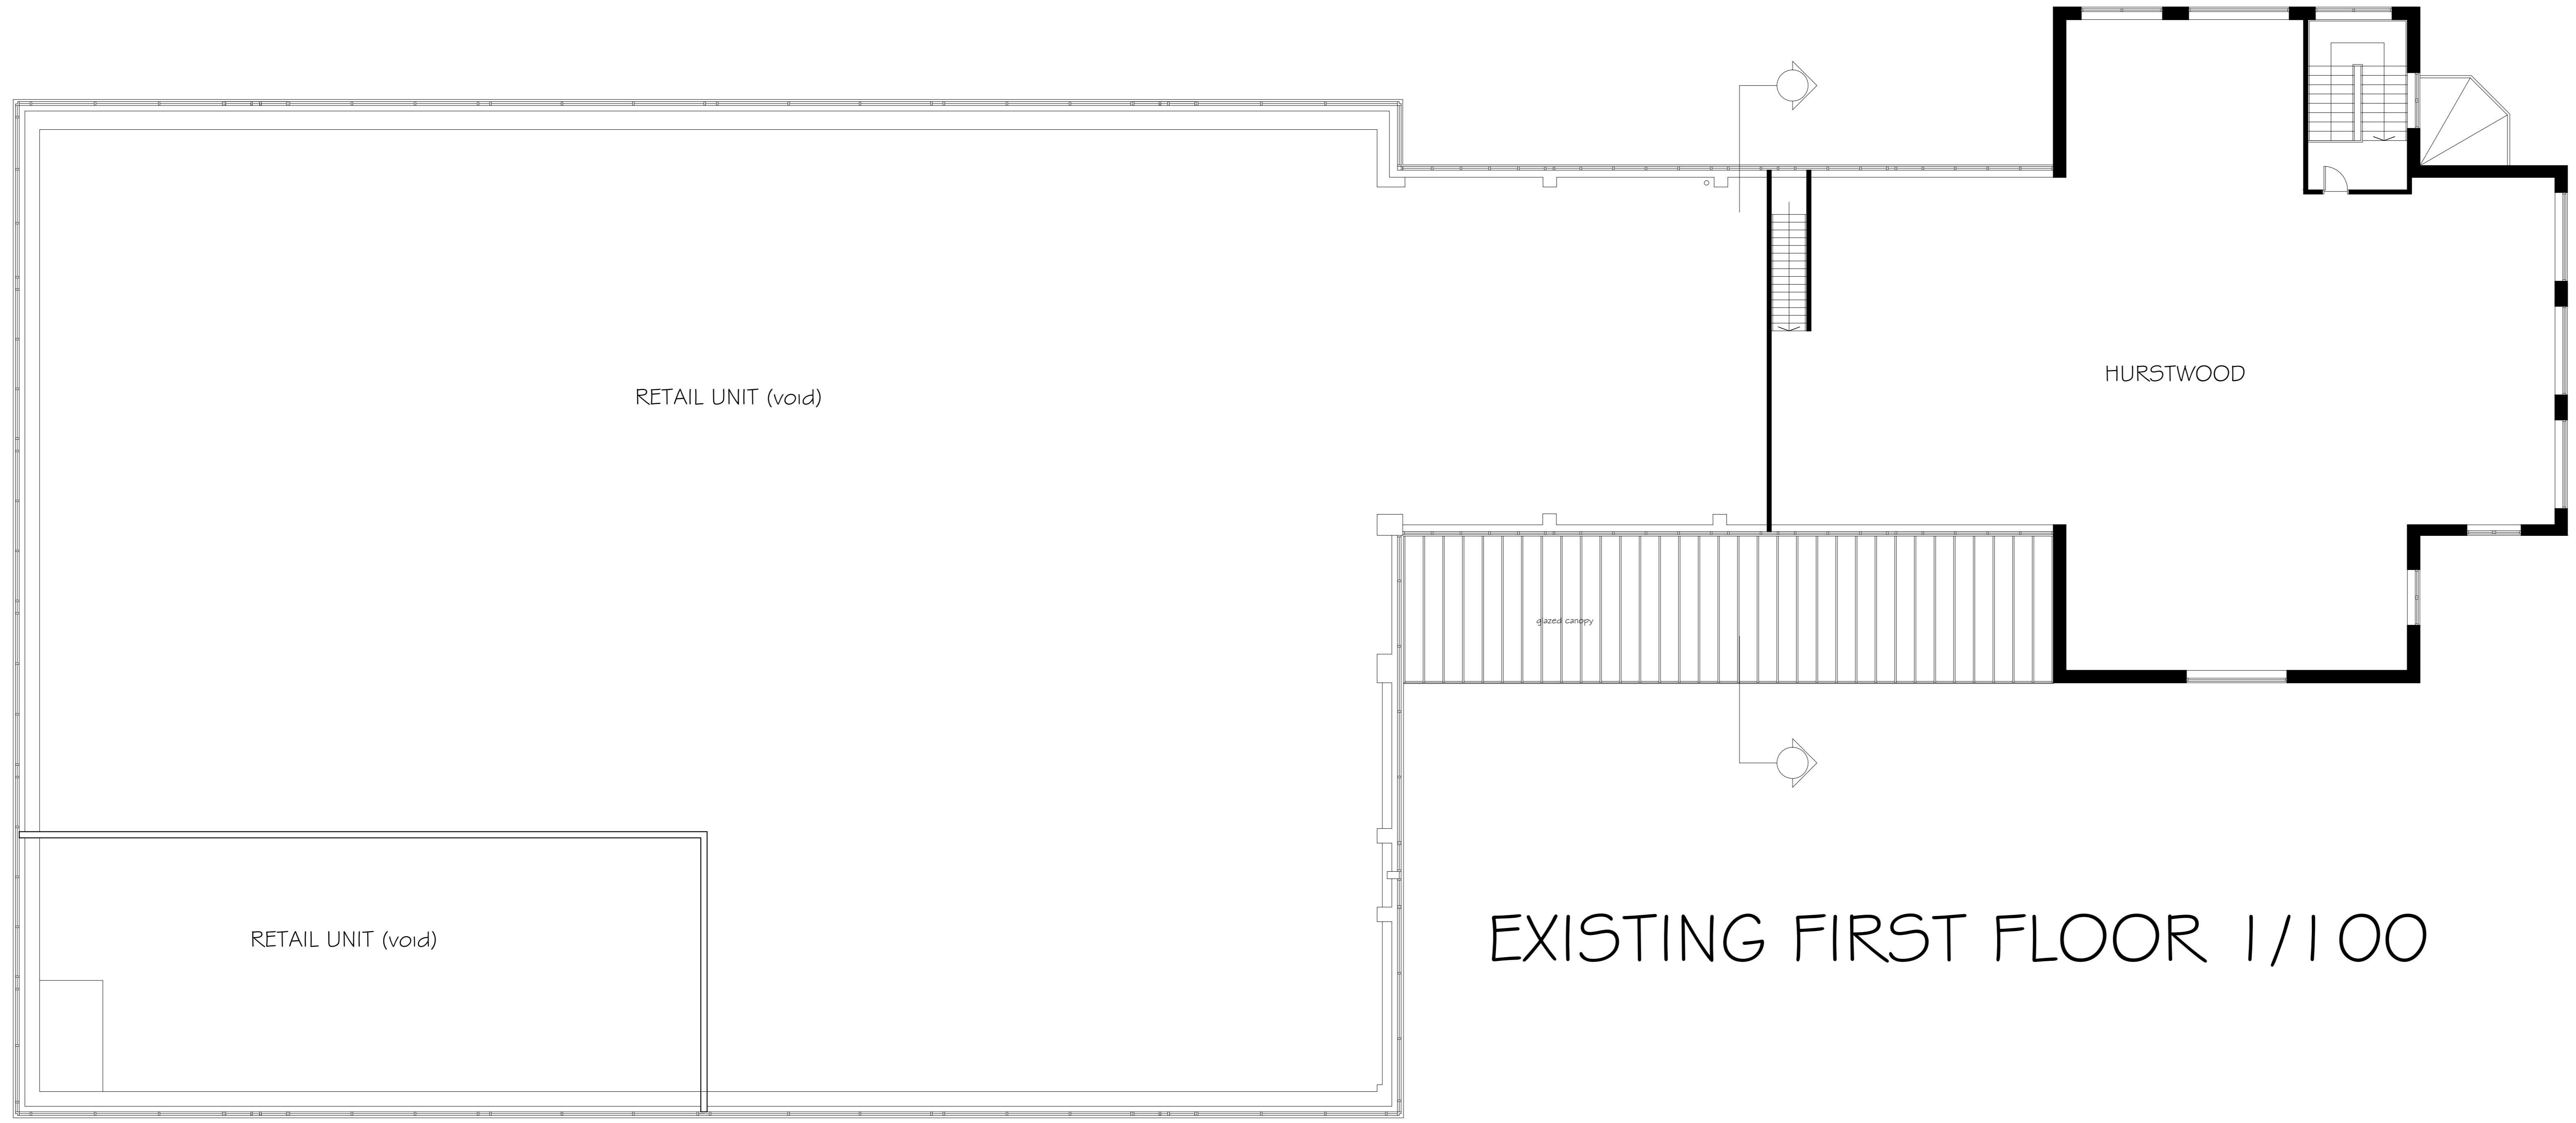 RETAIL UNIT (void)
HURSTWOOD
glazed canopy
RETAIL UNIT (void)
EXISTING FIRST FLOOR 1/100